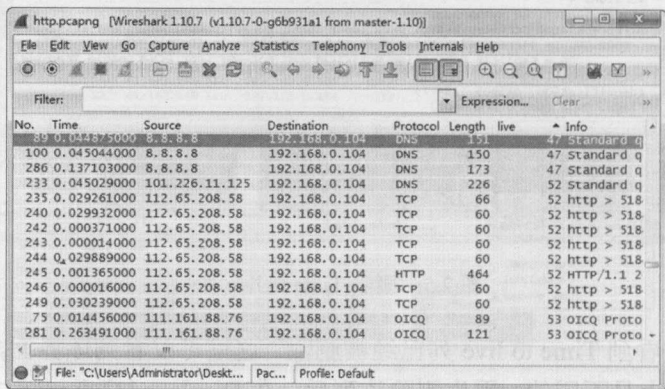 http.pcapng [Wireshark 1.10.7 (v1.10.7-0-g6b931a1 from master-1.10)]
File Edit View Go Capture Analyze Statistics Telephony Tools Internals Help
Filter: Expression... Clear
No. Time Source Destination Protocol Length live Info
89 0.044875000 8.8.8.8 192.168.0.104 DNS 151 47 Standard q
100 0.045044000 8.8.8.8 192.168.0.104 DNS 150 47 Standard q
286 0.137103000 8.8.8.8 192.168.0.104 DNS 173 47 Standard q
233 0.045029000 101.226.11.125 192.168.0.104 DNS 226 52 Standard q
235 0.029261000 112.65.208.58 192.168.0.104 TCP 66 52 http > 518
240 0.029932000 112.65.208.58 192.168.0.104 TCP 60 52 http > 518
242 0.000371000 112.65.208.58 192.168.0.104 TCP 60 52 http > 518
243 0.000014000 112.65.208.58 192.168.0.104 TCP 60 52 http > 518
244 0.029889000 112.65.208.58 192.168.0.104 TCP 60 52 http > 518
245 0.001365000 112.65.208.58 192.168.0.104 HTTP 464 52 HTTP/1.1 2
246 0.000016000 112.65.208.58 192.168.0.104 TCP 60 52 http > 518
249 0.030239000 112.65.208.58 192.168.0.104 TCP 60 52 http > 518
75 0.014456000 111.161.88.76 192.168.0.104 OICQ 89 53 OICQ Proto
281 0.263491000 111.161.88.76 192.168.0.104 OICQ 121 53 OICQ Proto
File: "C:\Users\Administrator\Deskt... Pac... Profile: Default